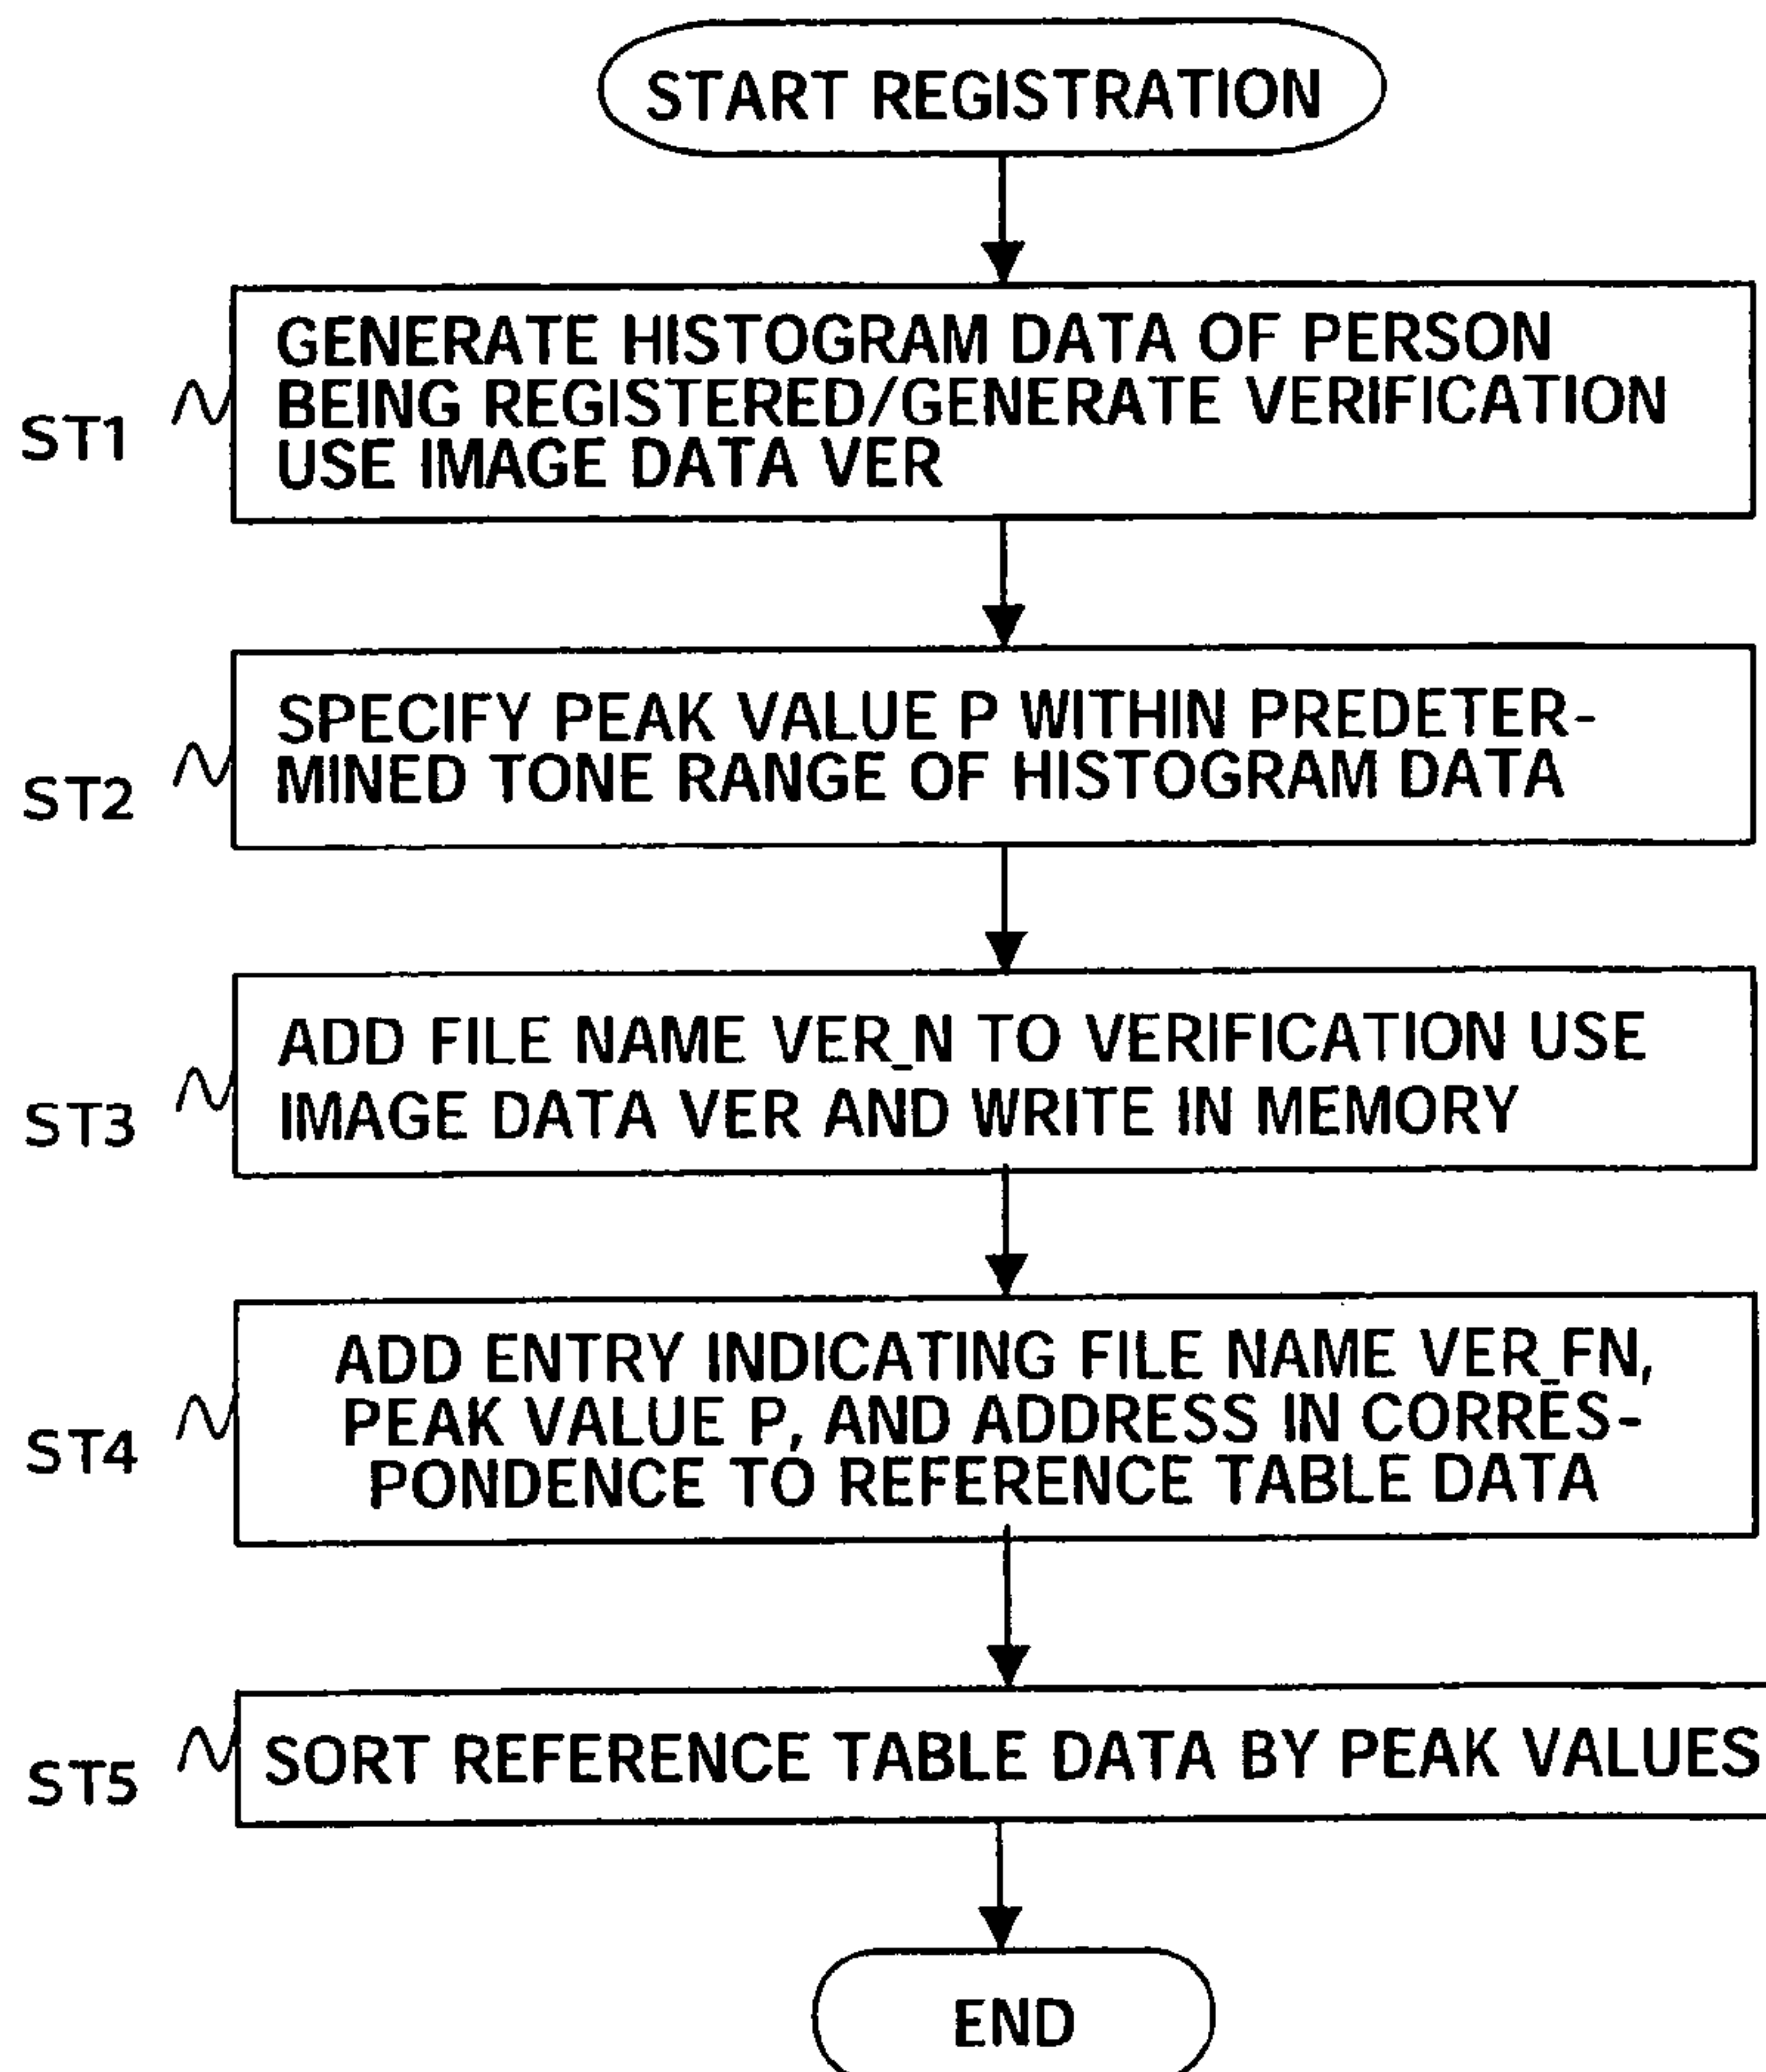 START REGISTRATION
GENERATE HISTOGRAM DATA OF PERSON
BEING REGISTERED/GENERATE VERIFICATION
USE IMAGE DATA VER
ST1
SPECIFY PEAK VALUE P WITHIN PREDETER-
MINED TONE RANGE OF HISTOGRAM DATA
ST2
ADD FILE NAME VER_N TO VERIFICATION USE
IMAGE DATA VER AND WRITE IN MEMORY
ST3
ADD ENTRY INDICATING FILE NAME VER_FN,
PEAK VALUE P, AND ADDRESS IN CORRES-
PONDENCE TO REFERENCE TABLE DATA
ST4
SORT REFERENCE TABLE DATA BY PEAK VALUES
ST5
END